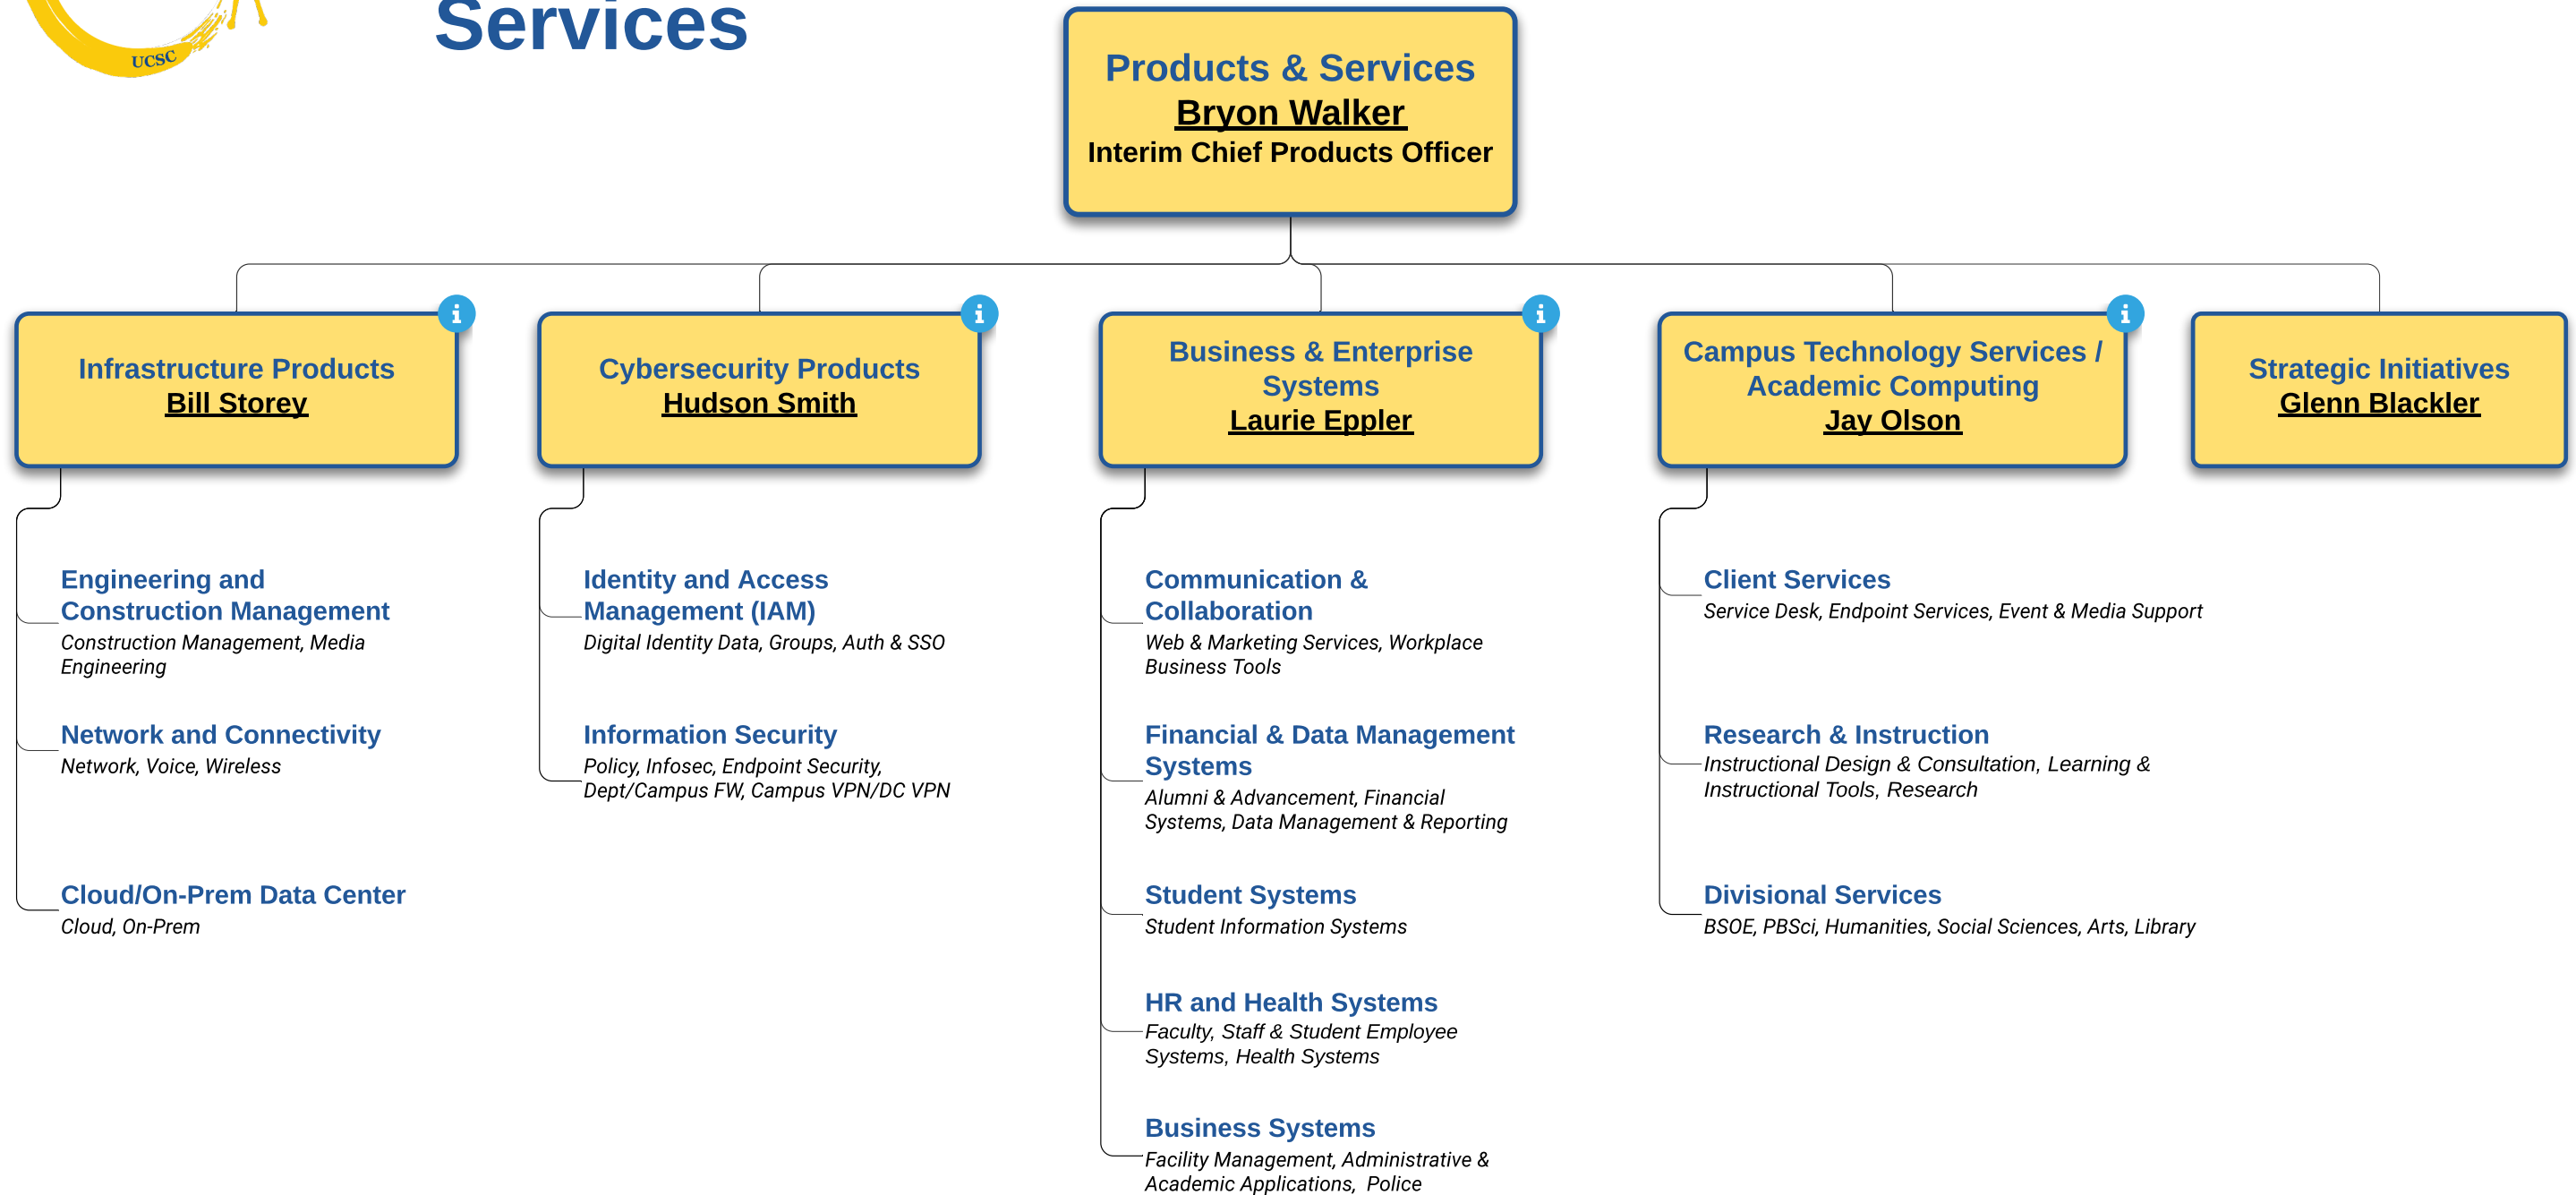 Services
UCSC
Products & Services
Bryon Walker
Interim Chief Products Officer
Infrastructure Products
Bill Storey
Cybersecurity Products
Hudson Smith
Business & Enterprise
Systems
Laurie Eppler
Campus Technology Services /
Academic Computing
Jay Olson
Strategic Initiatives
Glenn Blackler
Engineering and
Construction Management
Construction Management, Media
Engineering
Network and Connectivity
Network, Voice, Wireless
Cloud/On-Prem Data Center
Cloud, On-Prem
Identity and Access
Management (IAM)
Digital Identity Data, Groups, Auth & SSO
Information Security
Policy, Infosec, Endpoint Security,
Dept/Campus FW, Campus VPN/DC VPN
Communication &
Collaboration
Web & Marketing Services, Workplace
Business Tools
Financial & Data Management
Systems
Alumni & Advancement, Financial
Systems, Data Management & Reporting
Student Systems
Student Information Systems
HR and Health Systems
Faculty, Staff & Student Employee
Systems, Health Systems
Business Systems
Facility Management, Administrative &
Academic Applications, Police
Client Services
Service Desk, Endpoint Services, Event & Media Support
Research & Instruction
Instructional Design & Consultation, Learning &
Instructional Tools, Research
Divisional Services
BSOE, PBSci, Humanities, Social Sciences, Arts, Library